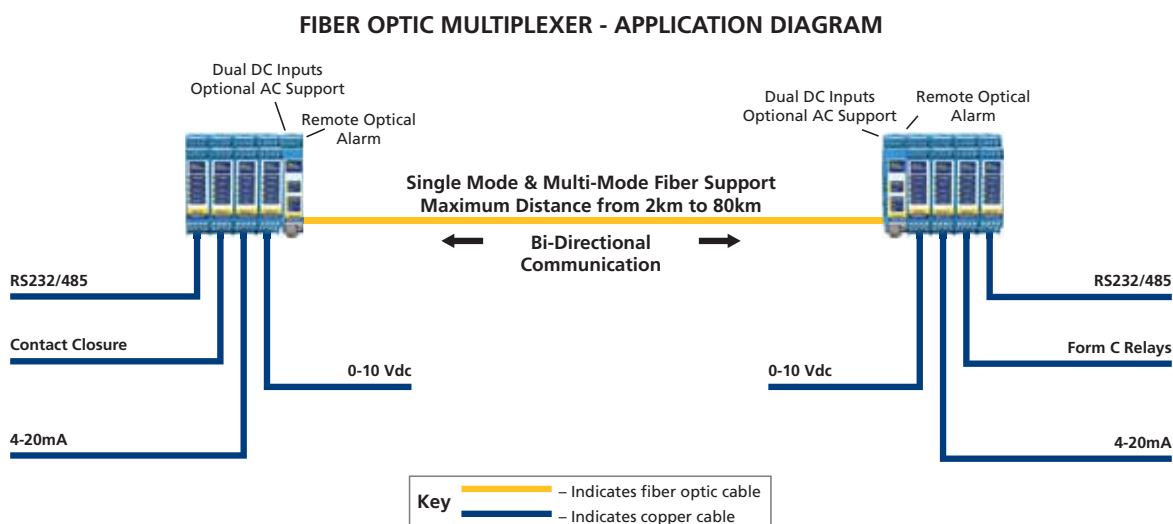 FIBER OPTIC MULTIPLEXER - APPLICATION DIAGRAM
Dual DC Inputs
Optional AC Support
Remote Optical
Alarm
Dual DC Inputs
Optional AC Support
Remote Optical
Alarm
Single Mode & Multi-Mode Fiber Support
Maximum Distance from 2km to 80km
Bi-Directional
Communication
RS232/485
Contact Closure
0-10 Vdc
4-20mA
RS232/485
Form C Relays
0-10 Vdc
4-20mA
Key
– Indicates fiber optic cable
– Indicates copper cable